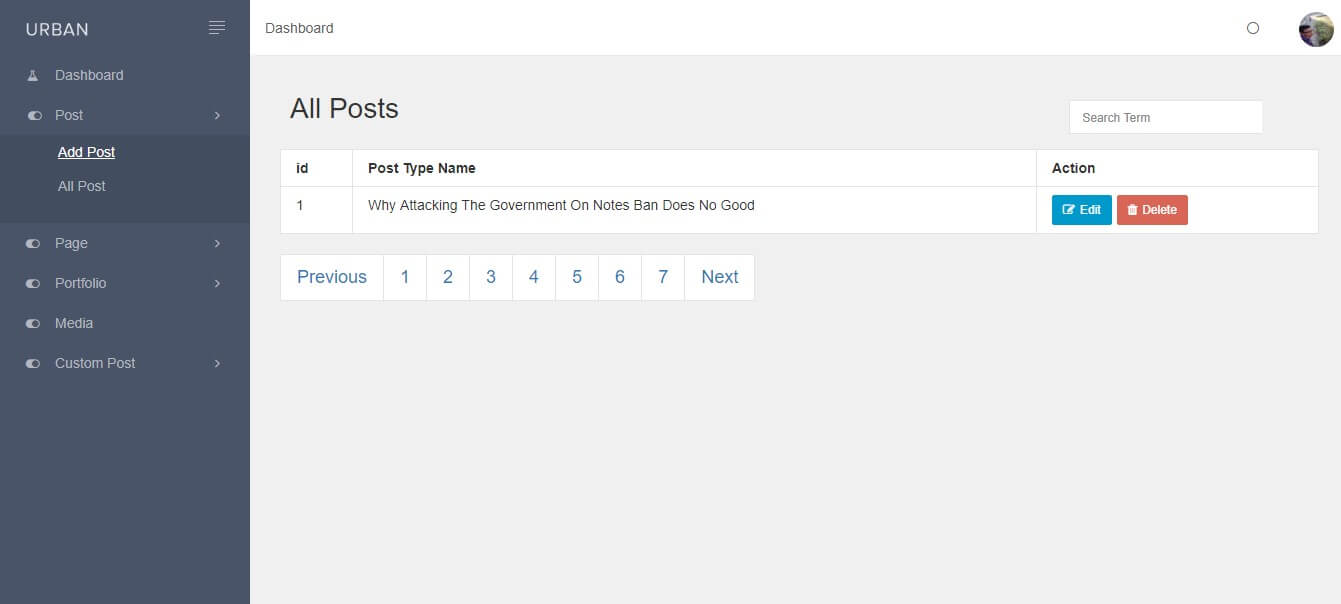 URBAN
Dashboard
Post
Add Post
All Post
Page
Portfolio
Media
Custom Post
Dashboard
All Posts
Search Term
id Post Type Name Action
1 Why Attacking The Government On Notes Ban Does No Good Edit Delete
Previous 1 2 3 4 5 6 7 Next